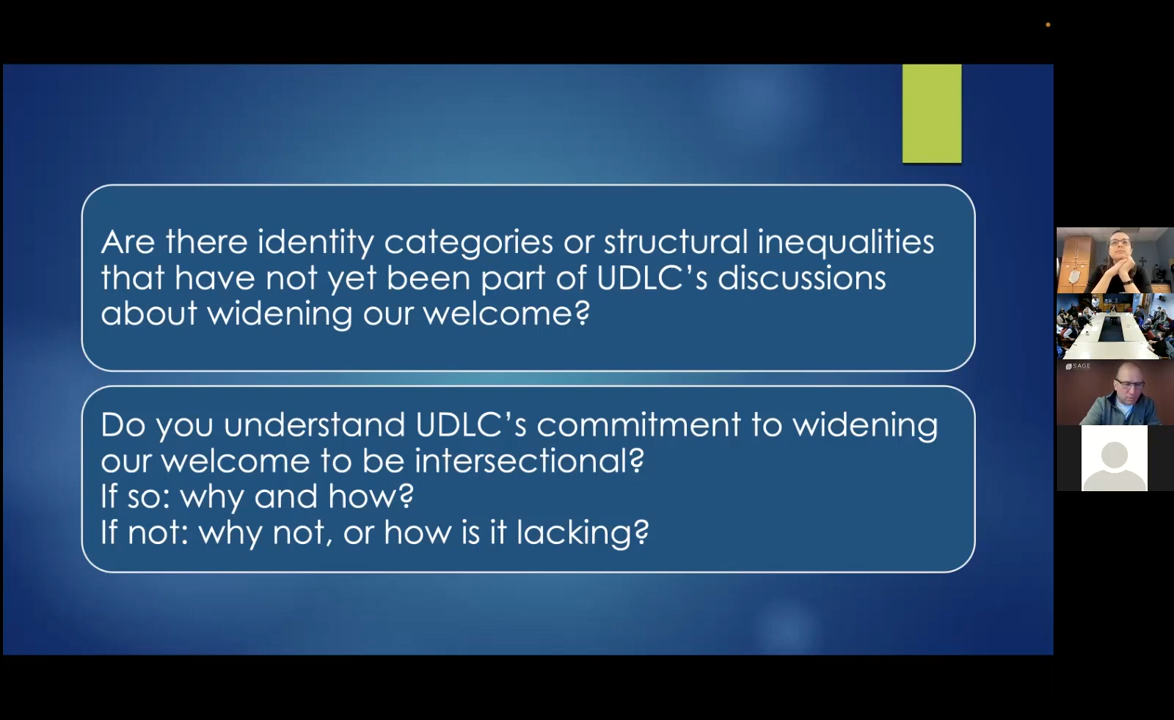 Are there identity categories or structural inequalities
that have not yet been part of UDLC’s discussions
about widening our welcome?
Do you understand UDLC’s commitment to widening
our welcome to be intersectional?
If so: why and how?
If not: why not, or how is it lacking?
SAGE